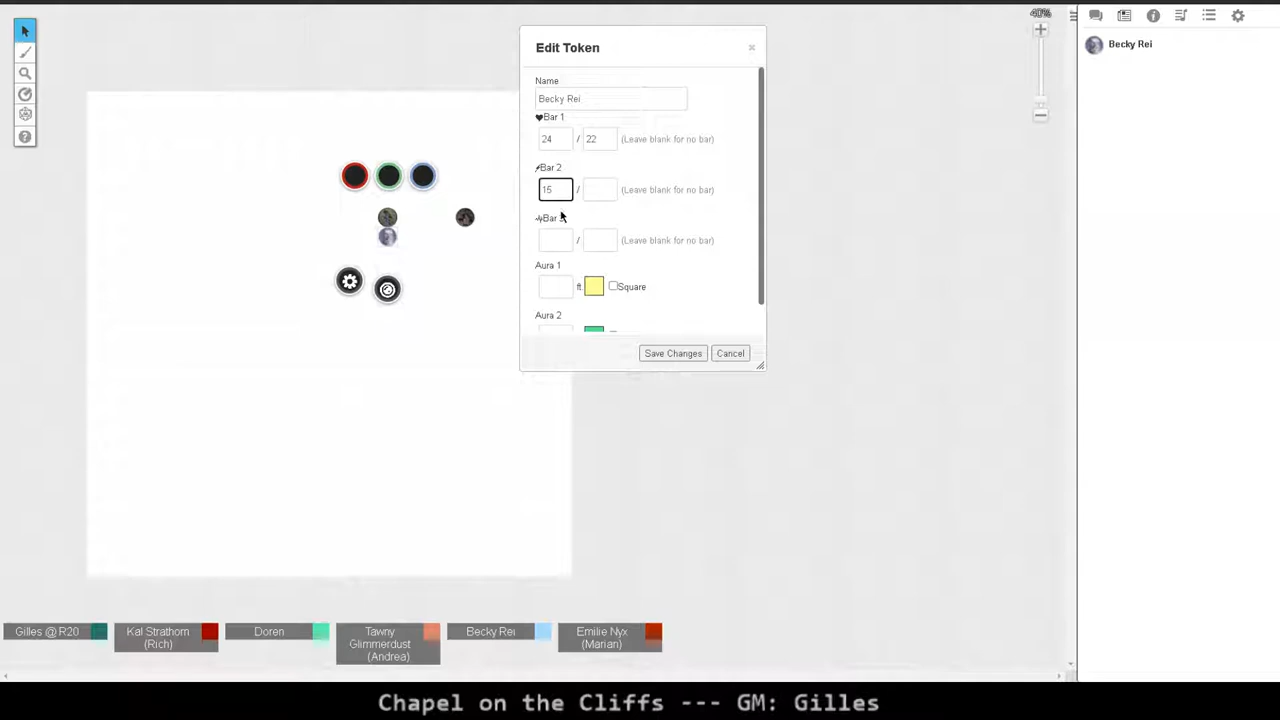 40%
Edit Token
×
Becky Rei
Name
Becky Rei
Bar 1
24 / 22 (Leave blank for no bar)
Bar 2
15 / (Leave blank for no bar)
Bar
/ (Leave blank for no bar)
Aura 1
ft. Square
Aura 2
Save Changes Cancel
Gilles @ R20
Kal Strathorn
(Rich)
Doren
Tawny
Glimmerdust
(Andrea)
Becky Rei
Emilie Nyx
(Marian)
Chapel on the Cliffs --- GM: Gilles